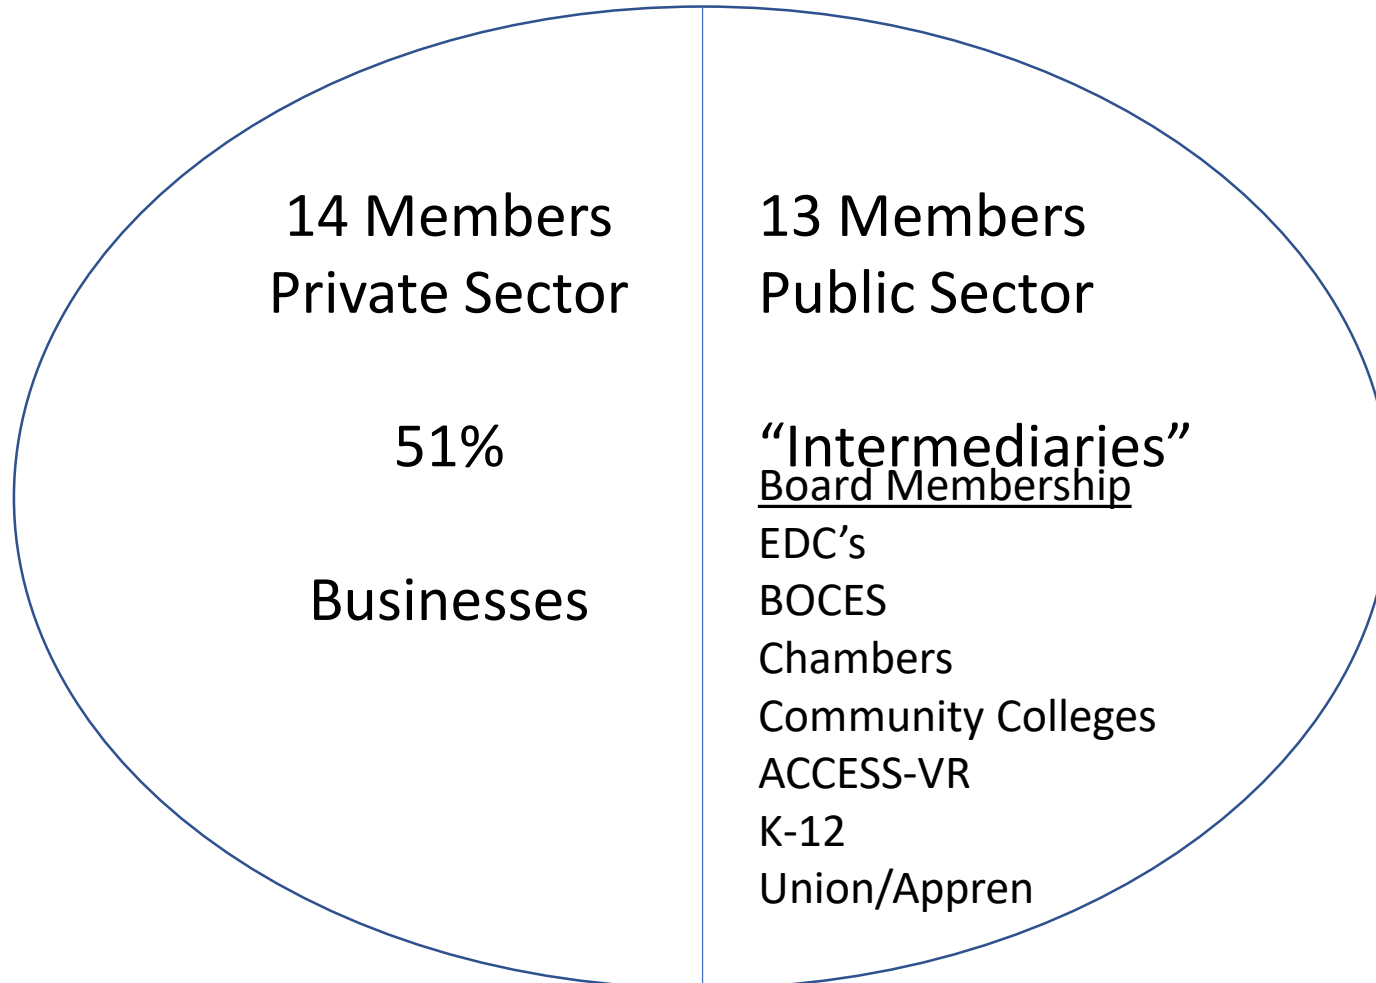 14 Members
Private Sector
51%
Businesses
13 Members
Public Sector
“Intermediaries”
Board Membership
EDC’s
BOCES
Chambers
Community Colleges
ACCESS-VR
K-12
Union/Appren